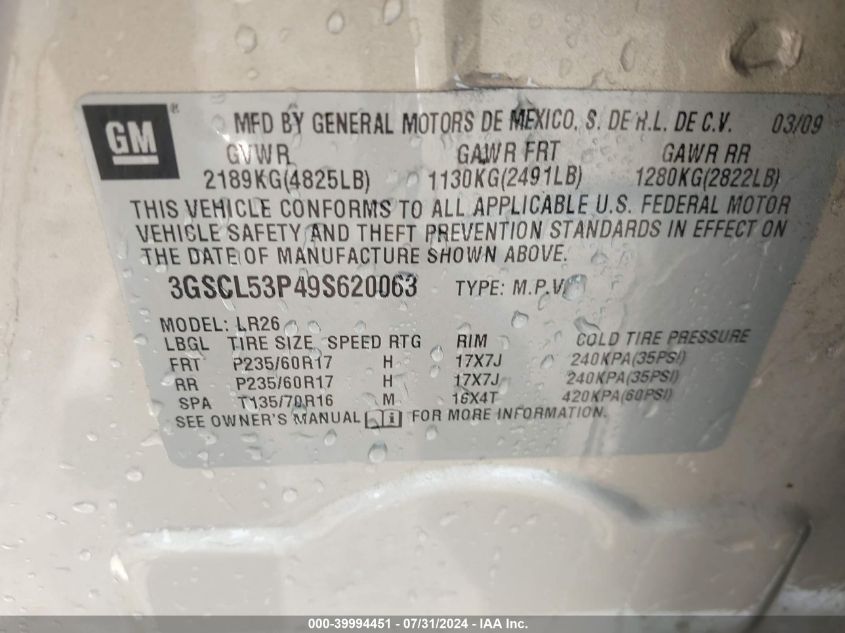 GM ® MFD BY GENERAL MOTORS DE MEXICO, S. DE R.L. DE C.V. 03/09
GVWR GAWR FRT GAWR RR
2189KG(4825LB) 1130KG(2491LB) 1280KG(2822LB)
THIS VEHICLE CONFORMS TO ALL APPLICABLE U.S. FEDERAL MOTOR
VEHICLE SAFETY AND THEFT PREVENTION STANDARDS IN EFFECT ON
THE DATE OF MANUFACTURE SHOWN ABOVE.
3GSCL53P49S620063 TYPE: M.P.V.
MODEL: LR26
LBGL TIRE SIZE SPEED RTG RIM COLD TIRE PRESSURE
FRT P235/60R17 H 17X7J 240KPA(35PSI)
RR P235/60R17 H 17X7J 240KPA(35PSI)
SPA T135/70R16 M 16X4T 420KPA(60PSI)
SEE OWNER'S MANUAL FOR MORE INFORMATION.
000-39994451 - 07/31/2024 - IAA Inc.